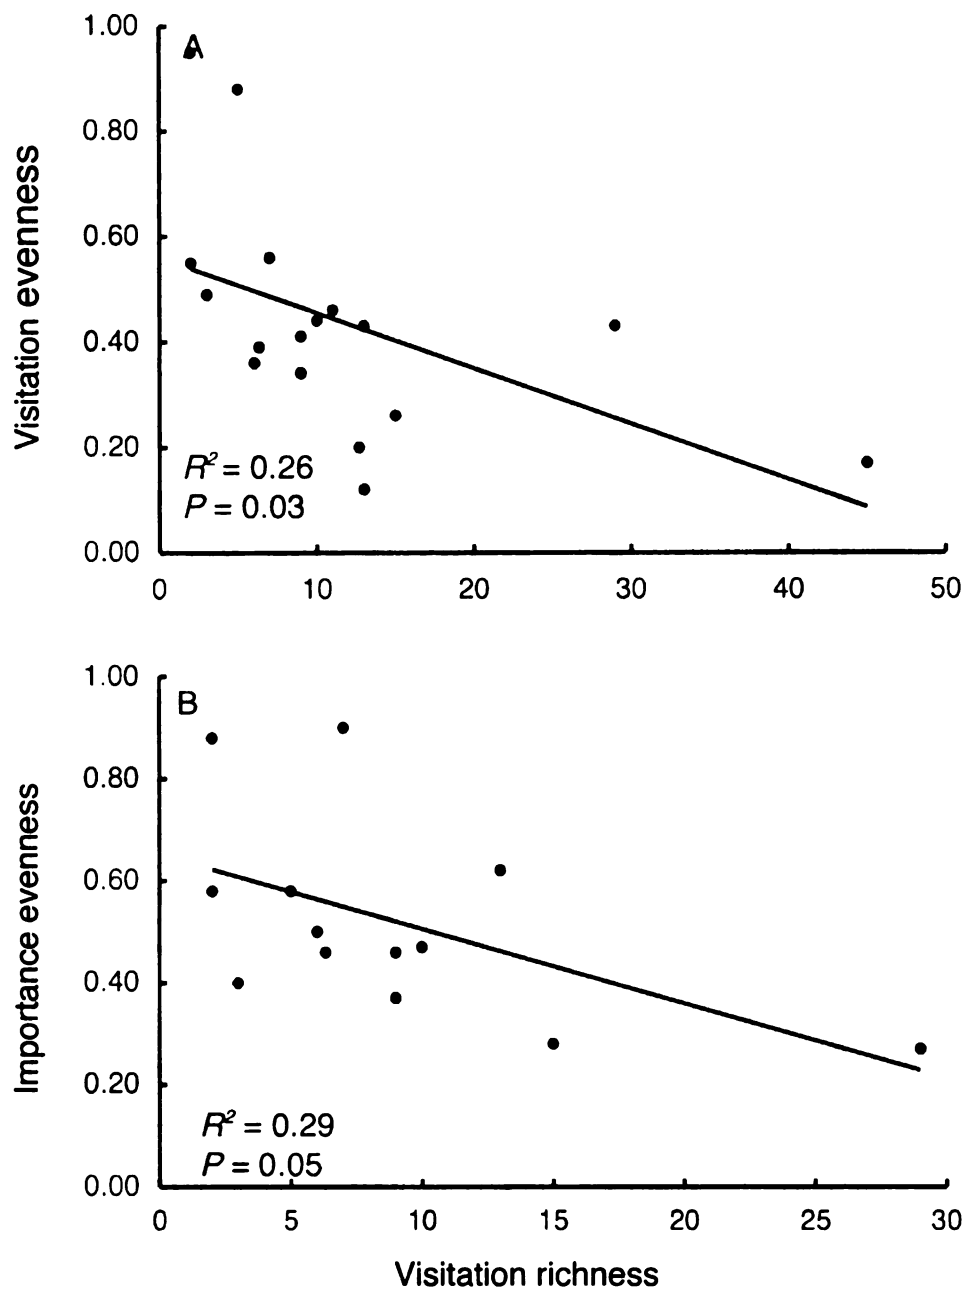 1.00
A
0.80
0.60
0.40
0.20
0.00
Visitation evenness
R² = 0.26
P = 0.03
0 10 20 30 40 50
1.00
B
0.80
0.60
0.40
0.20
0.00
Importance evenness
R² = 0.29
P = 0.05
0 5 10 15 20 25 30
Visitation richness